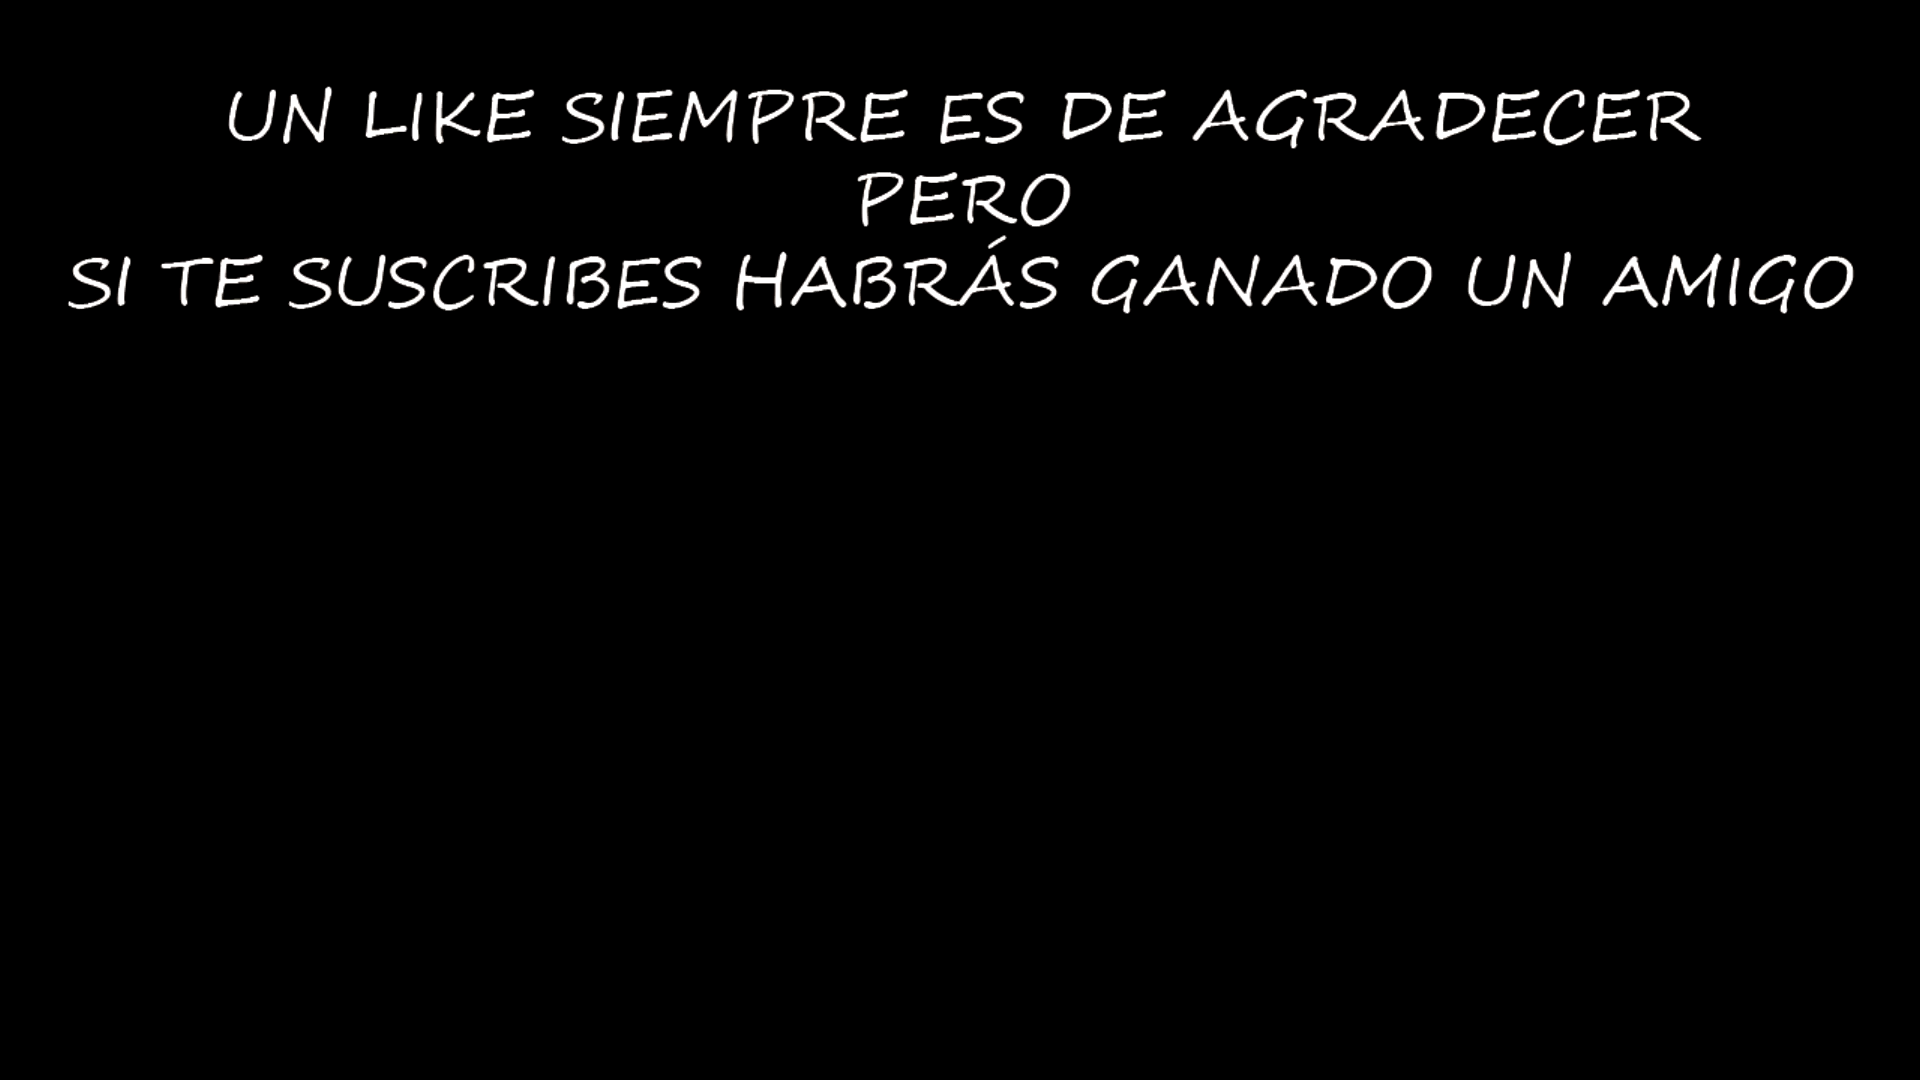 UN LIKE SIEMPRE ES DE AGRADECER
PERO
SI TE SUSCRIBES HABRÁS GANADO UN AMIGO